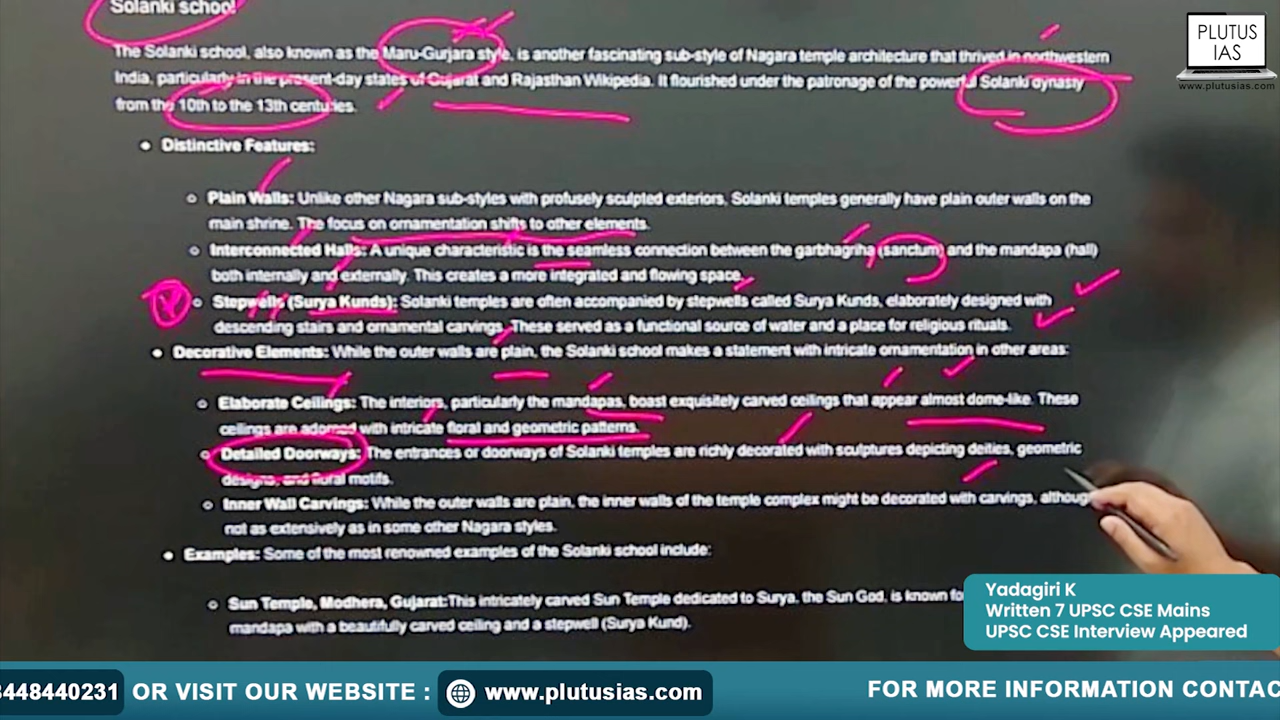 Solanki school
PLUTUS
IAS
www.plutusias.com
The Solanki school, also known as the Maru-Gurjara style, is another fascinating sub-style of Nagara temple architecture that thrived in northwestern
India, particularly in the present-day states of Gujarat and Rajasthan Wikipedia. It flourished under the patronage of the powerful Solanki dynasty
from the 10th to the 13th centuries.
• Distinctive Features:
○ Plain Walls: Unlike other Nagara sub-styles with profusely sculpted exteriors, Solanki temples generally have plain outer walls on the
main shrine. The focus on ornamentation shifts to other elements.
○ Interconnected Halls: A unique characteristic is the seamless connection between the garbhagriha (sanctum) and the mandapa (hall)
both internally and externally. This creates a more integrated and flowing space.
○ Stepwells (Surya Kunds): Solanki temples are often accompanied by stepwells called Surya Kunds, elaborately designed with
descending stairs and ornamental carvings. These served as a functional source of water and a place for religious rituals.
• Decorative Elements: While the outer walls are plain, the Solanki school makes a statement with intricate ornamentation in other areas:
○ Elaborate Ceilings: The interiors, particularly the mandapas, boast exquisitely carved ceilings that appear almost dome-like. These
ceilings are adorned with intricate floral and geometric patterns.
○ Detailed Doorways: The entrances or doorways of Solanki temples are richly decorated with sculptures depicting deities, geometric
designs, and floral motifs.
○ Inner Wall Carvings: While the outer walls are plain, the inner walls of the temple complex might be decorated with carvings, althoug
not as extensively as in some other Nagara styles.
• Examples: Some of the most renowned examples of the Solanki school include:
○ Sun Temple, Modhera, Gujarat:This intricately carved Sun Temple dedicated to Surya, the Sun God, is known fo
mandapa with a beautifully carved ceiling and a stepwell (Surya Kund).
Yadagiri K
Written 7 UPSC CSE Mains
UPSC CSE Interview Appeared
8448440231 OR VISIT OUR WEBSITE : www.plutusias.com FOR MORE INFORMATION CONTAC